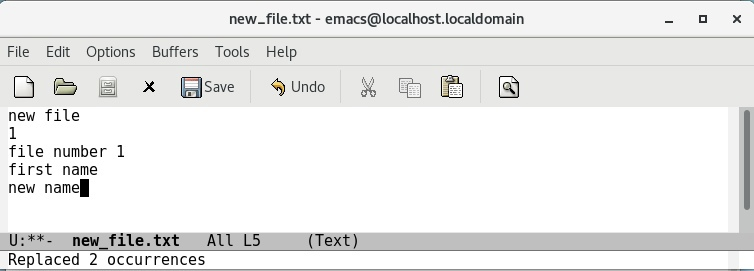 new_file.txt - emacs@localhost.localdomain
File Edit Options Buffers Tools Help
Save Undo
new file
1
file number 1
first name
new name
U:**- new_file.txt All L5 (Text)
Replaced 2 occurrences